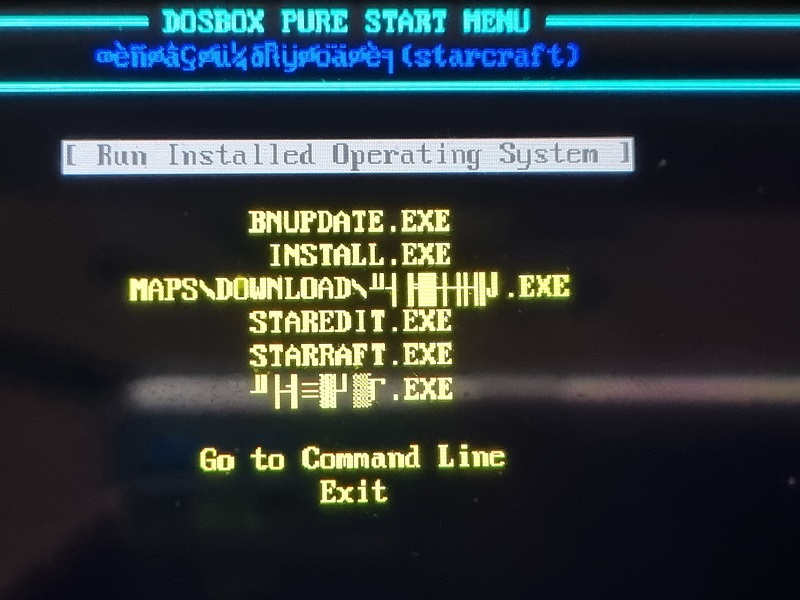 DOSBOX PURE START MENU
(starcraft)
[ Run Installed Operating System ]
BNUPDATE.EXE
INSTALL.EXE
MAPS\DOWNLOAD\ .EXE
STAREDIT.EXE
STARRAFT.EXE
.EXE
Go to Command Line
Exit